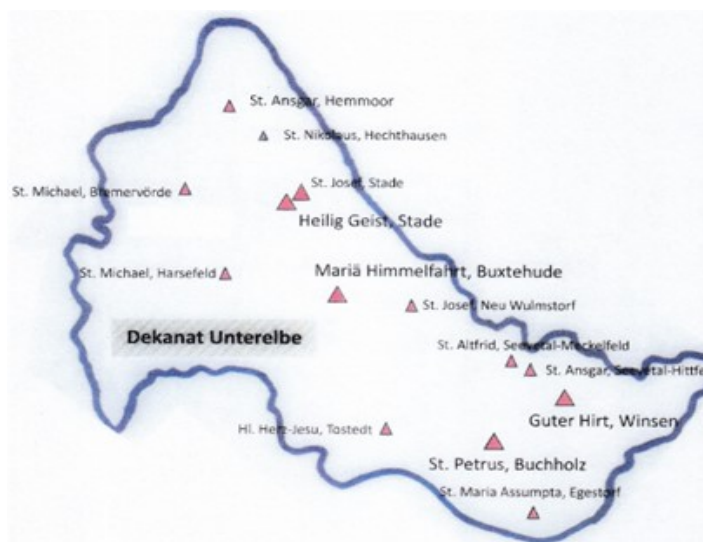 St. Ansgar, Hemmoor
St. Nikolaus, Hechthausen
St. Josef, Stade
St. Michael, Bremervörde
Heilig Geist, Stade
Mariä Himmelfahrt, Buxtehude
St. Michael, Harsefeld
St. Josef, Neu Wulmstorf
Dekanat Unterelbe
St. Altfrid, Seevetal-Meckelfeld
St. Ansgar, Seevetal-Hittfe
Guter Hirt, Winsen
Hl. Herz-Jesu, Tostedt
St. Petrus, Buchholz
St. Maria Assumpta, Egestorf